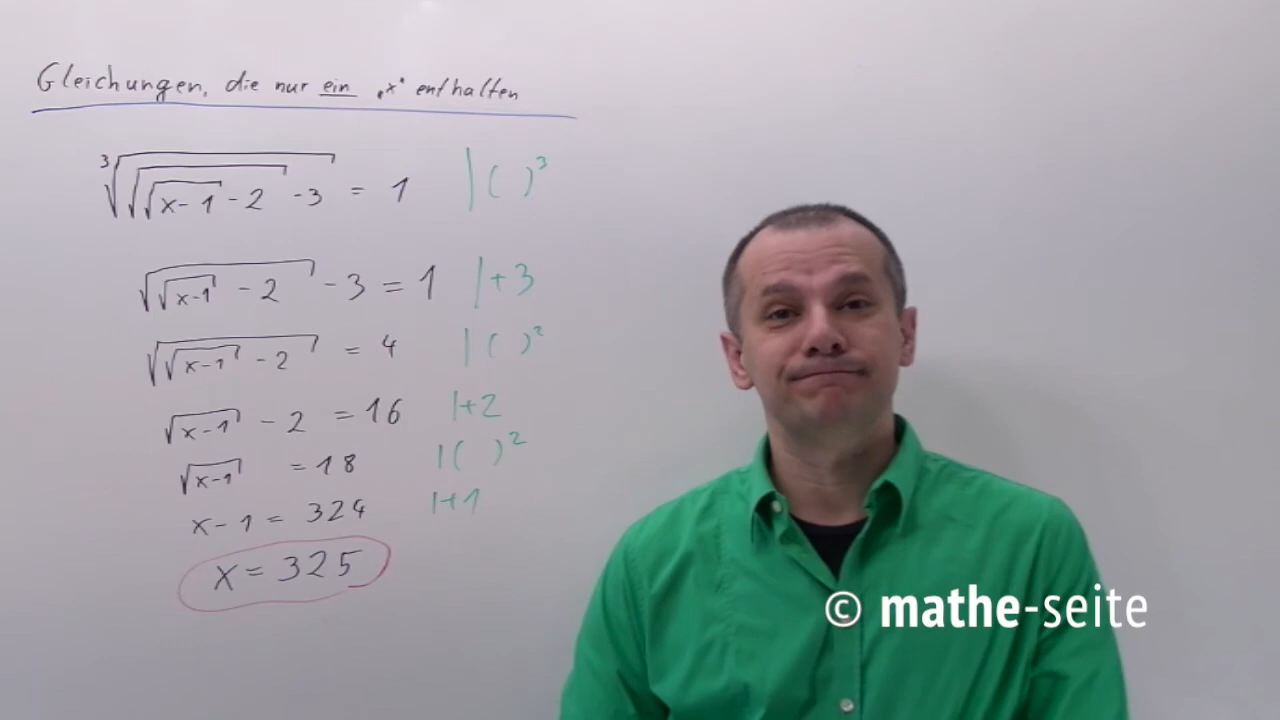 Gleichungen, die nur ein „x“ enthalten
∛(√(√(x-1) - 2) - 3) = 1 | ( )³
√(√(x-1) - 2) - 3 = 1 | +3
√(√(x-1) - 2) = 4 | ( )²
√(x-1) - 2 = 16 | +2
√(x-1) = 18 | ( )²
x - 1 = 324 | +1
x = 325
© mathe-seite